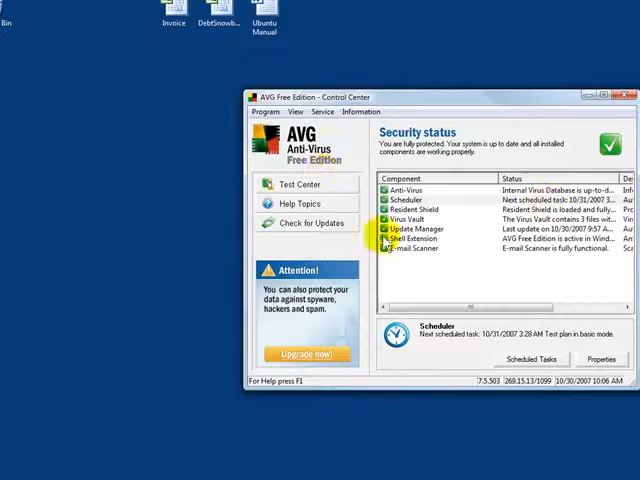 Bin
Invoice
DebtSnowb...
Ubuntu
Manual
AVG Free Edition - Control Center
Program View Service Information
AVG
Anti-Virus
Free Edition
Security status
You are fully protected. Your system is up to date and all installed
components are working properly.
Test Center
Help Topics
Check for Updates
Component Status De
Anti-Virus Internal Virus Database is up-to-d...
Scheduler Next scheduled task: 10/31/2007 3...
Resident Shield Resident Shield is loaded and fully...
Virus Vault The Virus Vault contains 3 files wit...
Update Manager Last update on 10/30/2007 9:57 A...
Shell Extension AVG Free Edition is active in Wind...
E-mail Scanner E-mail Scanner is fully functional.
Attention!
You can also protect your
data against spyware,
hackers and spam.
Upgrade now!
Scheduler
Next scheduled task: 10/31/2007 3:28 AM Test plan in basic mode.
Scheduled Tasks Properties
For Help press F1 7.5.503 269.15.13/1099 10/30/2007 10:06 AM